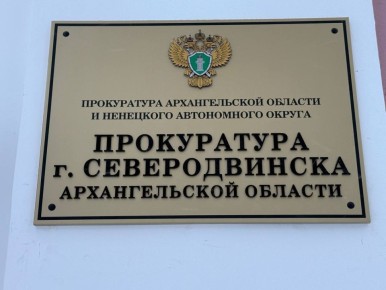 ПРОКУРАТУРА АРХАНГЕЛЬСКОЙ ОБЛАСТИ
И НЕНЕЦКОГО АВТОНОМНОГО ОКРУГА
ПРОКУРАТУРА
г. СЕВЕРОДВИНСКА
АРХАНГЕЛЬСКОЙ ОБЛАСТИ